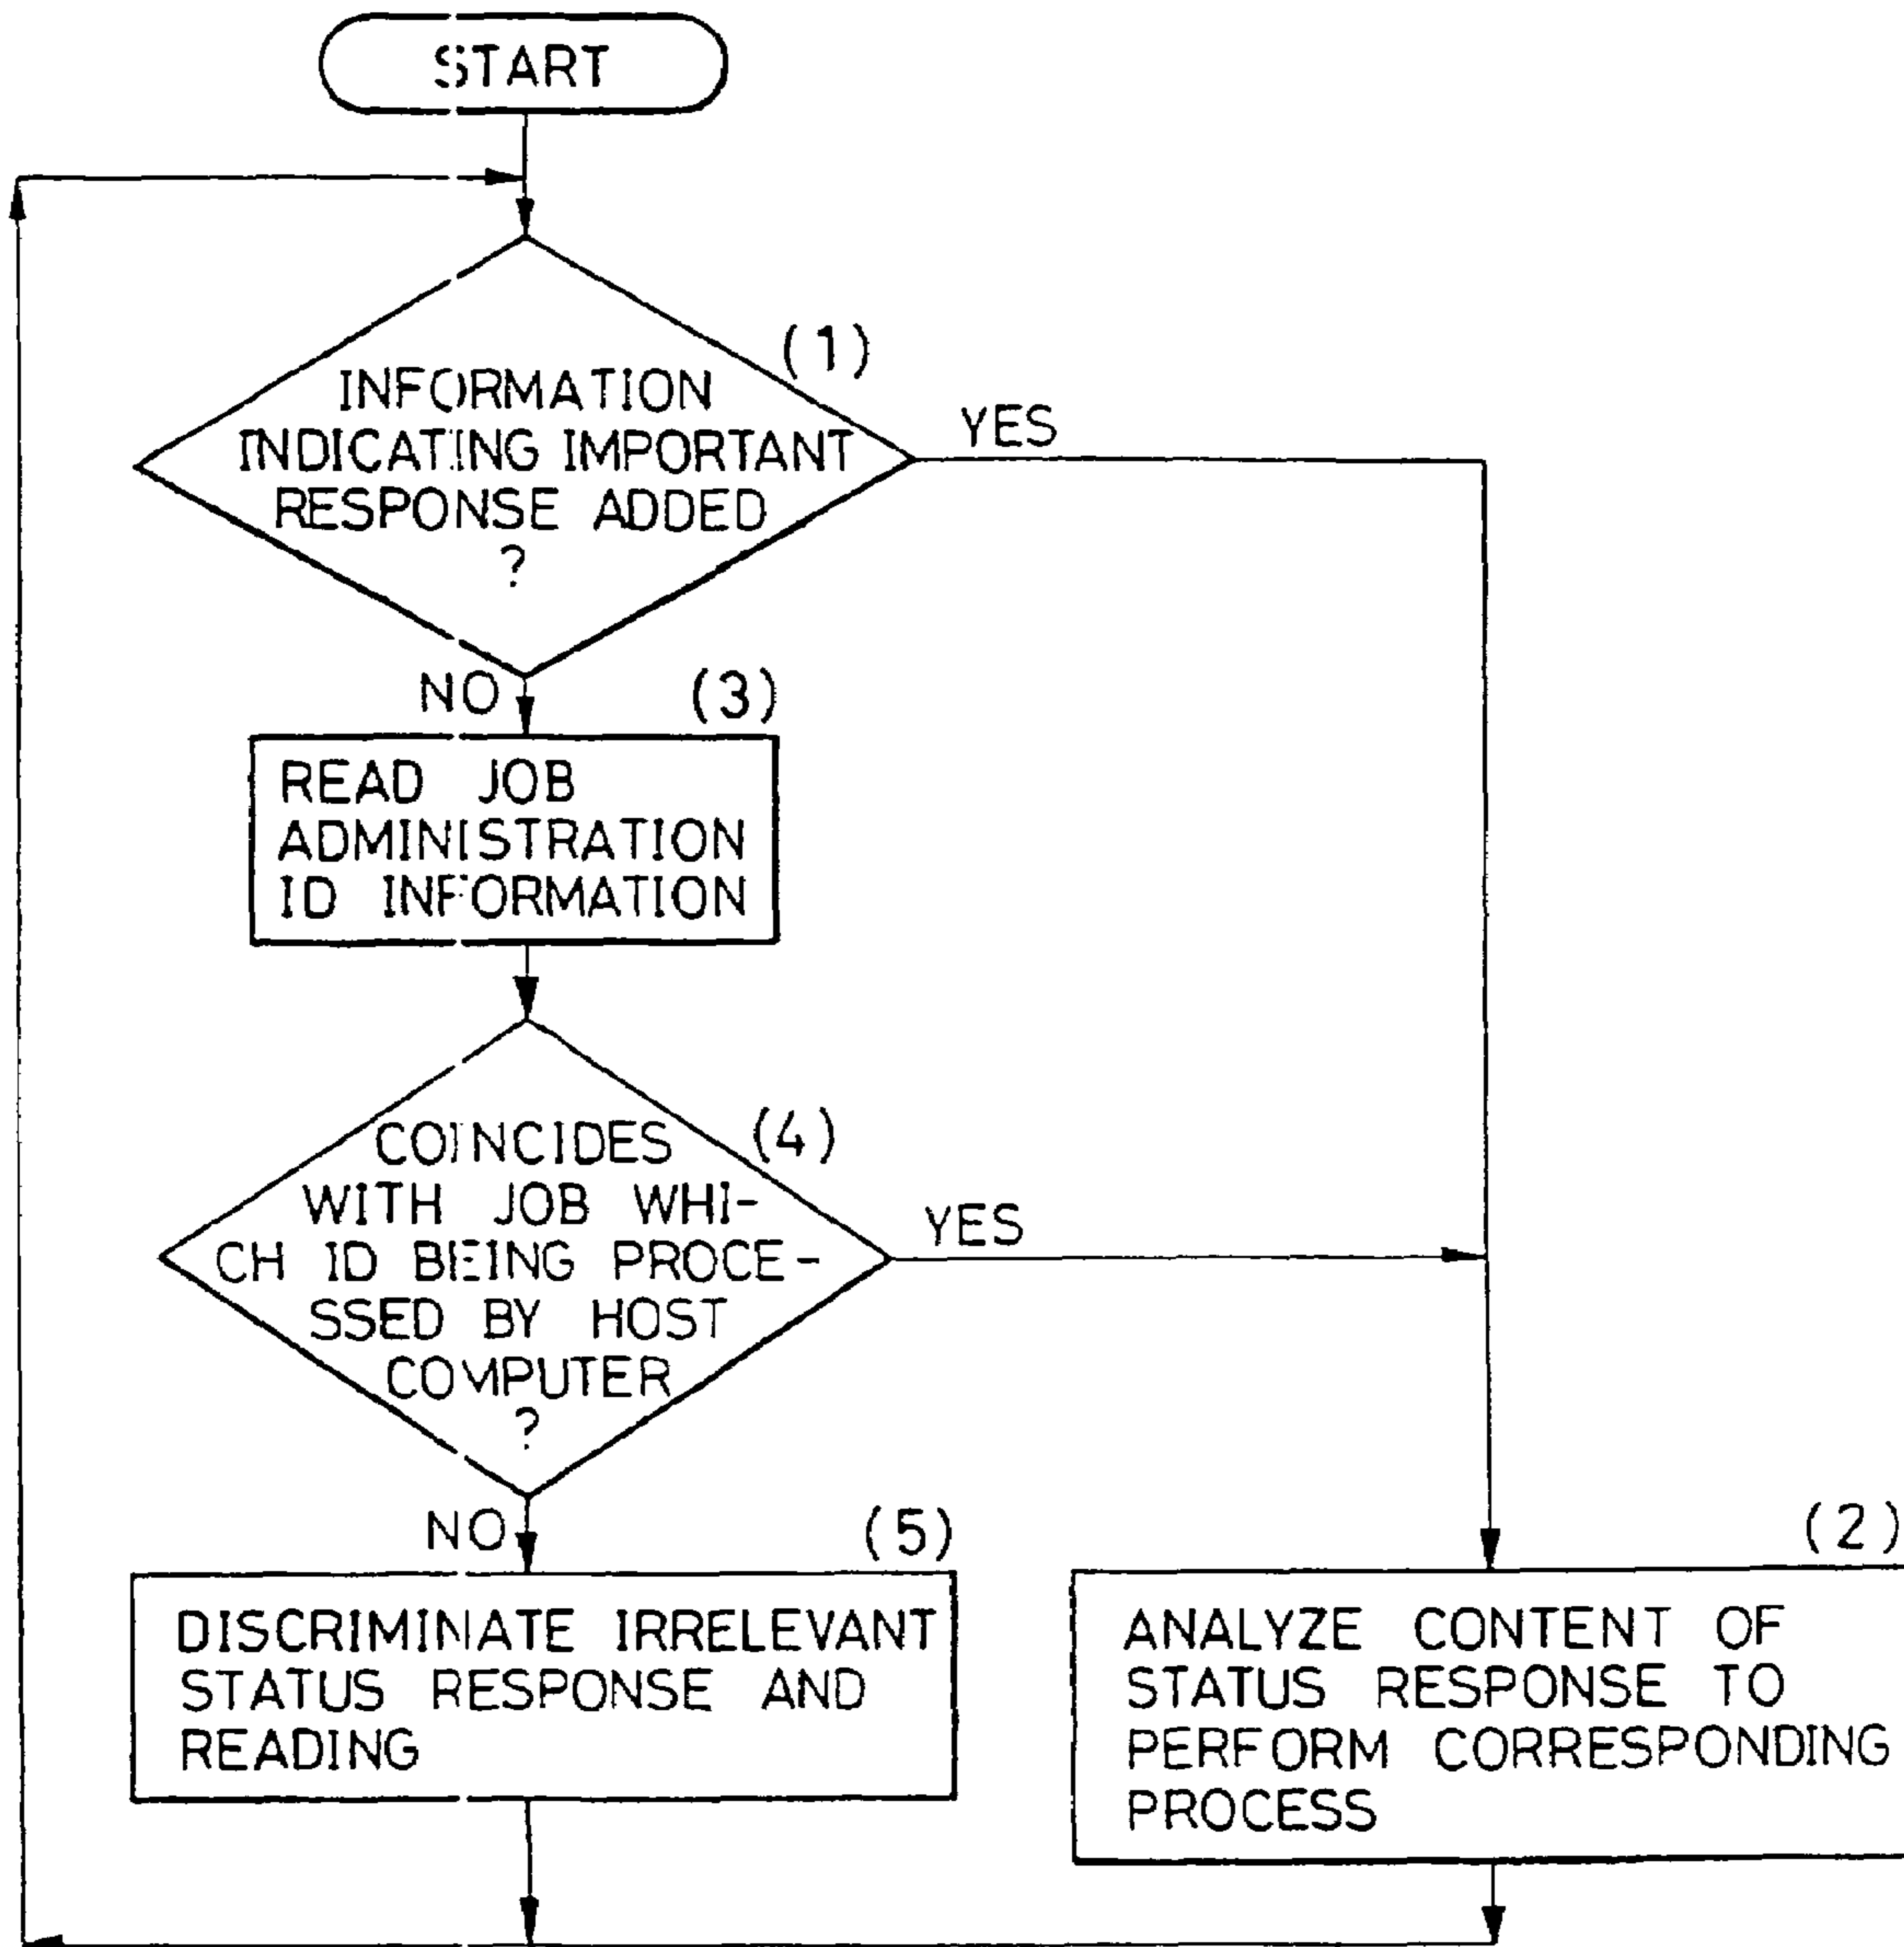 START
(1)
INFORMATION
INDICATING IMPORTANT
RESPONSE ADDED
?
YES
NO
(3)
READ JOB
ADMINISTRATION
ID INFORMATION
(4)
COINCIDES
WITH JOB WHI-
CH ID BEING PROCE-
SSED BY HOST
COMPUTER
?
YES
NO
(5)
DISCRIMINATE IRRELEVANT
STATUS RESPONSE AND
READING
(2)
ANALYZE CONTENT OF
STATUS RESPONSE TO
PERFORM CORRESPONDING
PROCESS